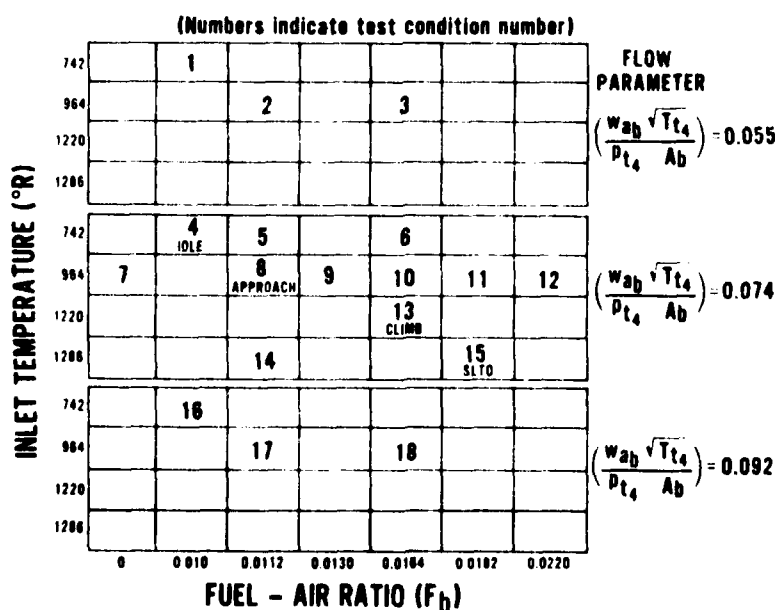 (Numbers indicate test condition number)
742 1
964 2 3
1220
1286
FLOW
PARAMETER
(w_ab √T_t4 / P_t4 A_b) = 0.055
INLET TEMPERATURE (°R)
742 4 5 6
IDLE
964 7 8 9 10 11 12
APPROACH
1220 13
CLIMB
1286 14 15
SLTO
(w_ab √T_t4 / P_t4 A_b) = 0.074
742 16
964 17 18
1220
1286
(w_ab √T_t4 / P_t4 A_b) = 0.092
0 0.010 0.0112 0.0130 0.0164 0.0182 0.0220
FUEL - AIR RATIO (F_b)